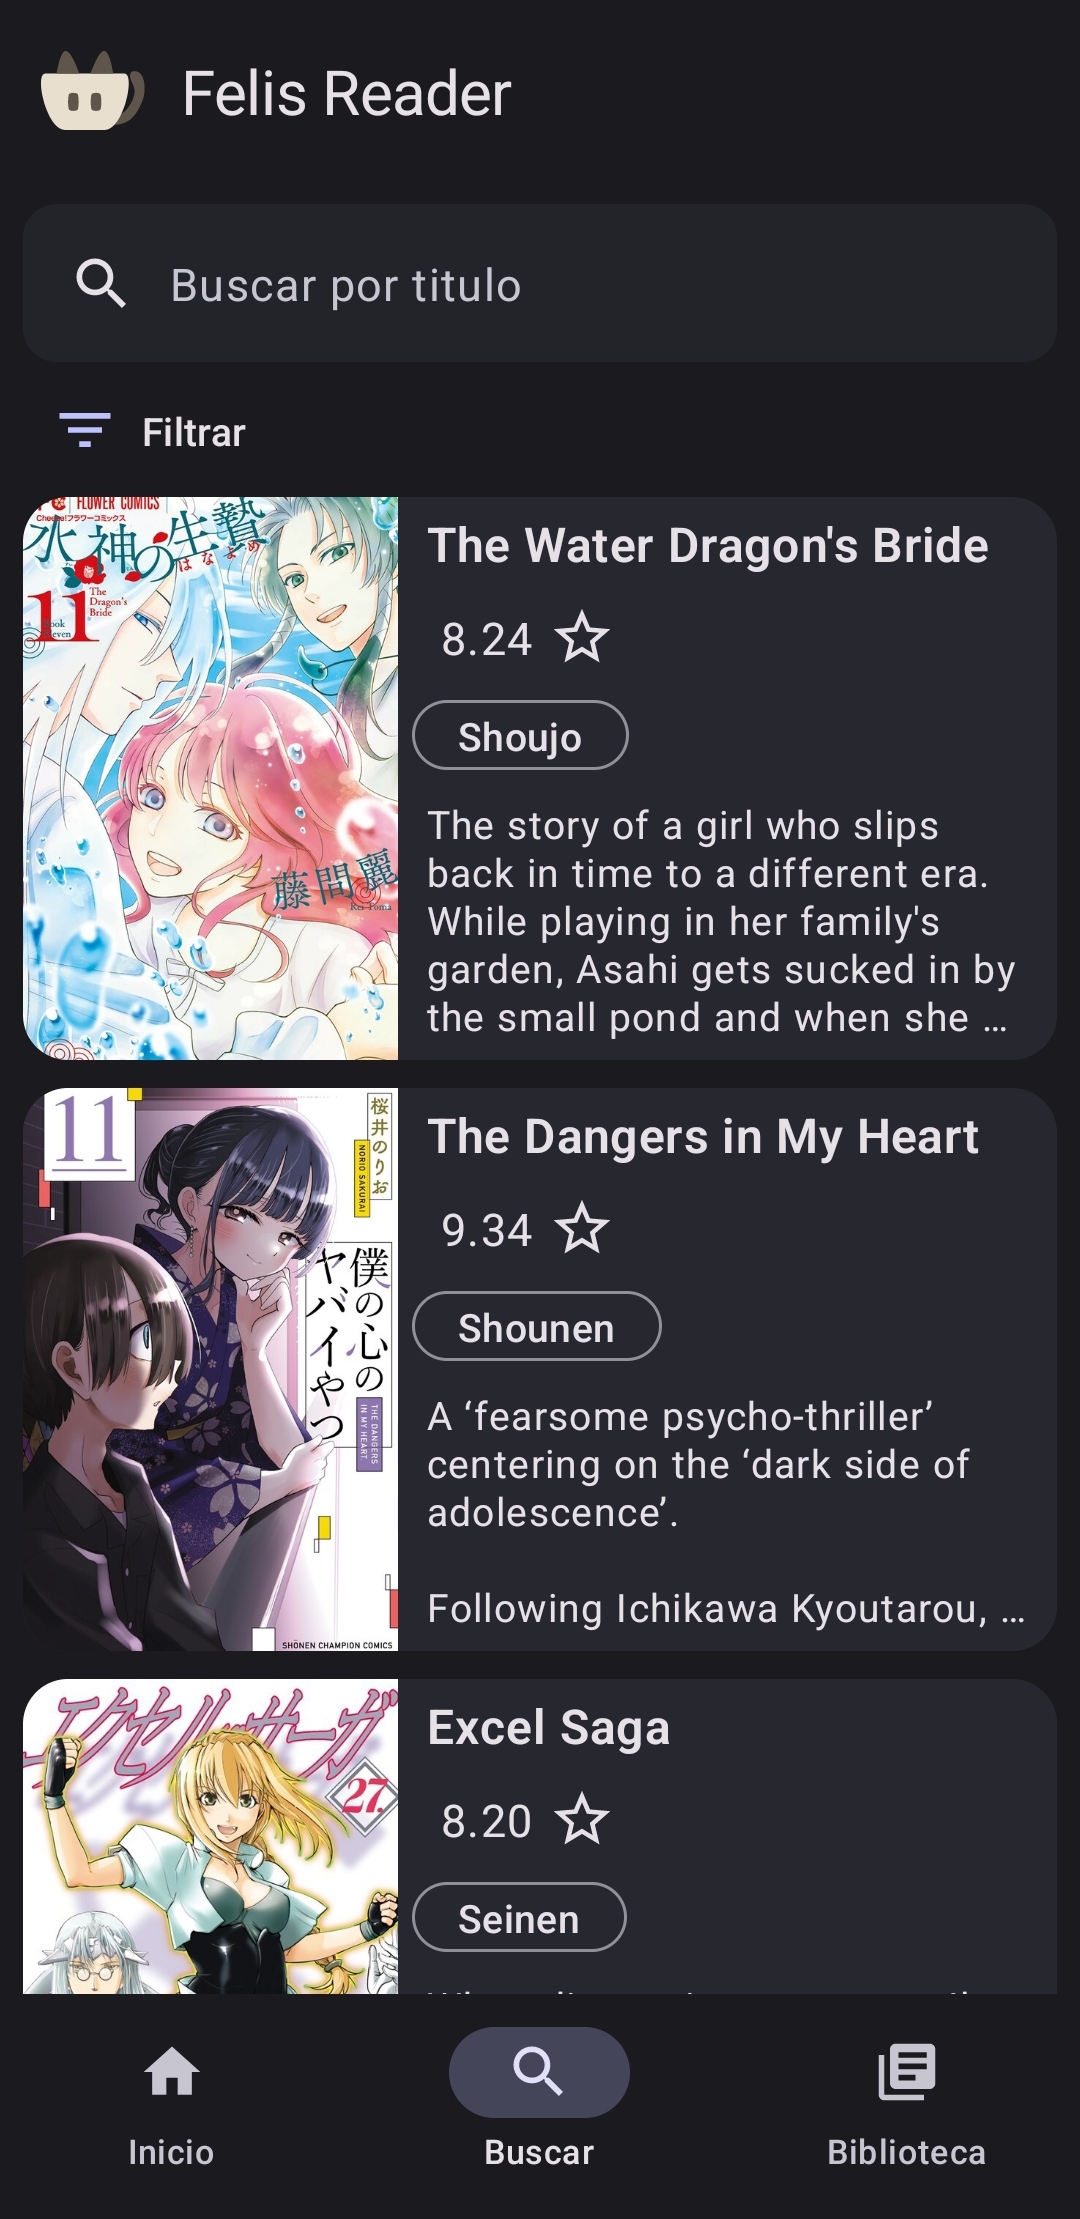 Felis Reader
Buscar por titulo
Filtrar
FLOWER COMICS
Cheese!フラワーコミックス
水神の生贄
はなよめ
11
The
Dragon's
Bride
藤間麗
Kei Toma
The Water Dragon's Bride
8.24
Shoujo
The story of a girl who slips
back in time to a different era.
While playing in her family's
garden, Asahi gets sucked in by
the small pond and when she …
11
桜井のりお
NORIO SAKURAI
僕の心の
ヤバイやつ
THE DANGERS
IN MY HEART
SHŌNEN CHAMPION COMICS
The Dangers in My Heart
9.34
Shounen
A ‘fearsome psycho-thriller’
centering on the ‘dark side of
adolescence’.
Following Ichikawa Kyoutarou, …
エクセル・サーガ
27
Excel Saga
8.20
Seinen
Inicio
Buscar
Biblioteca